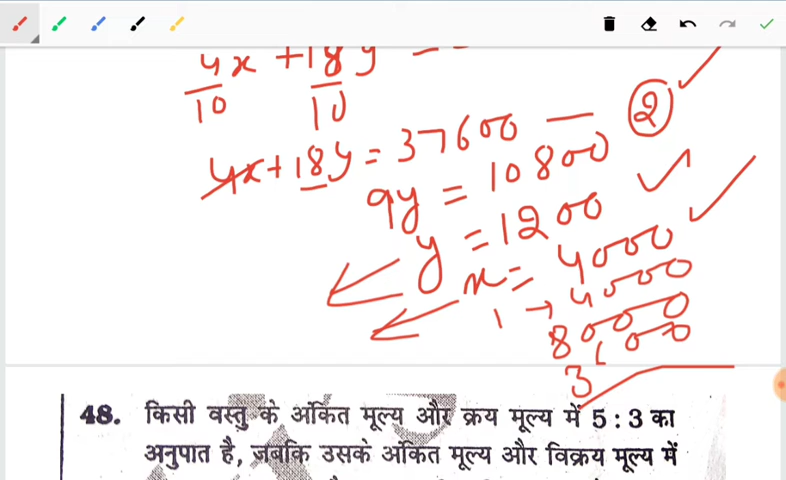 4x + 18y =
10 10
4x + 18y = 37600 — ②
9y = 10800
y = 1200
x = 4000
1 → 4000
8000
3600
48. किसी वस्तु के अंकित मूल्य और क्रय मूल्य में 5 : 3 का
अनुपात है, जबकि उसके अंकित मूल्य और विक्रय मूल्य में